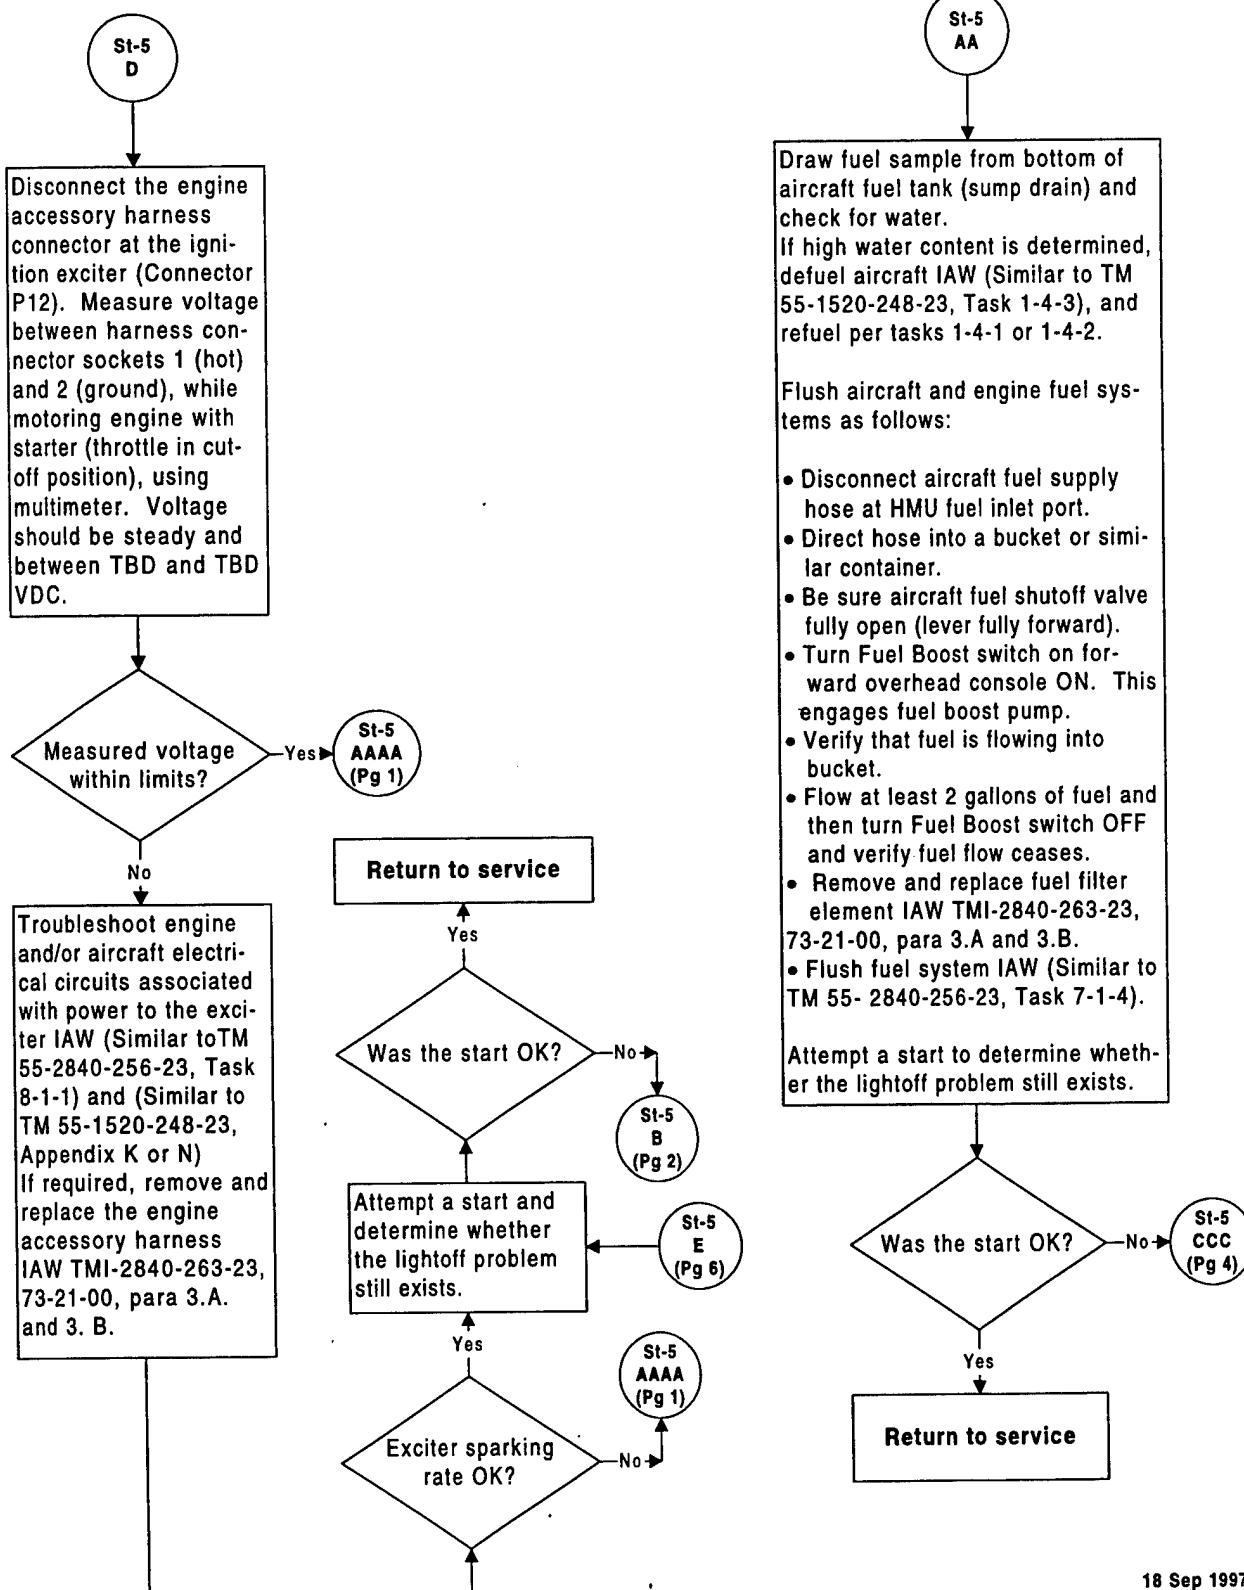 St-5
D
Disconnect the engine
accessory harness
connector at the igni-
tion exciter (Connector
P12). Measure voltage
between harness con-
nector sockets 1 (hot)
and 2 (ground), while
motoring engine with
starter (throttle in cut-
off position), using
multimeter. Voltage
should be steady and
between TBD and TBD
VDC.
Measured voltage
within limits?
Yes
St-5
AAAA
(Pg 1)
No
Troubleshoot engine
and/or aircraft electri-
cal circuits associated
with power to the exci-
ter IAW (Similar toTM
55-2840-256-23, Task
8-1-1) and (Similar to
TM 55-1520-248-23,
Appendix K or N)
If required, remove and
replace the engine
accessory harness
IAW TMI-2840-263-23,
73-21-00, para 3.A.
and 3. B.
Return to service
Yes
Was the start OK?
No
St-5
B
(Pg 2)
Attempt a start and
determine whether
the lightoff problem
still exists.
St-5
E
(Pg 6)
Yes
St-5
AAAA
(Pg 1)
Exciter sparking
rate OK?
No
St-5
AA
Draw fuel sample from bottom of
aircraft fuel tank (sump drain) and
check for water.
If high water content is determined,
defuel aircraft IAW (Similar to TM
55-1520-248-23, Task 1-4-3), and
refuel per tasks 1-4-1 or 1-4-2.
Flush aircraft and engine fuel sys-
tems as follows:
• Disconnect aircraft fuel supply
hose at HMU fuel inlet port.
• Direct hose into a bucket or simi-
lar container.
• Be sure aircraft fuel shutoff valve
fully open (lever fully forward).
• Turn Fuel Boost switch on for-
ward overhead console ON. This
engages fuel boost pump.
• Verify that fuel is flowing into
bucket.
• Flow at least 2 gallons of fuel and
then turn Fuel Boost switch OFF
and verify fuel flow ceases.
• Remove and replace fuel filter
element IAW TMI-2840-263-23,
73-21-00, para 3.A and 3.B.
• Flush fuel system IAW (Similar to
TM 55- 2840-256-23, Task 7-1-4).
Attempt a start to determine wheth-
er the lightoff problem still exists.
Was the start OK?
No
St-5
CCC
(Pg 4)
Yes
Return to service
18 Sep 1997